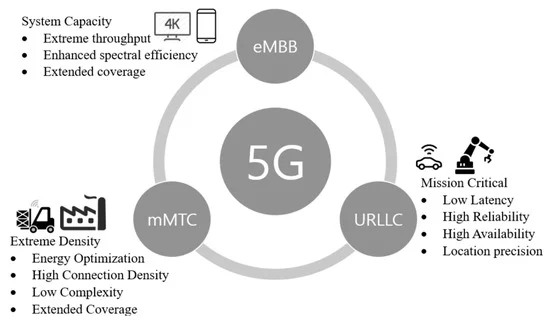 System Capacity
• Extreme throughput
• Enhanced spectral efficiency
• Extended coverage
4K
eMBB
5G
mMTC
URLLC
Mission Critical
• Low Latency
• High Reliability
• High Availability
• Location precision
Extreme Density
• Energy Optimization
• High Connection Density
• Low Complexity
• Extended Coverage